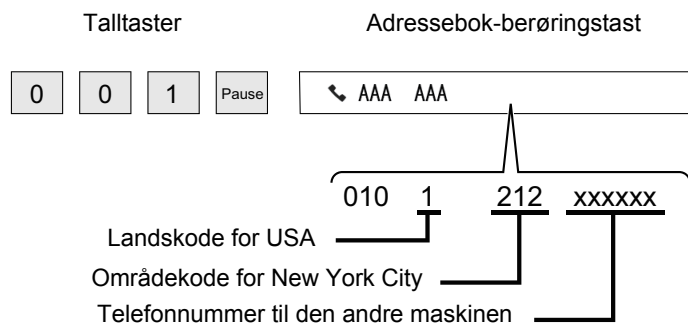 Talltaster Adressebok-berøringstast
0 0 1 Pause AAA AAA
010 1 212 xxxxxx
Landskode for USA
Områdekode for New York City
Telefonnummer til den andre maskinen